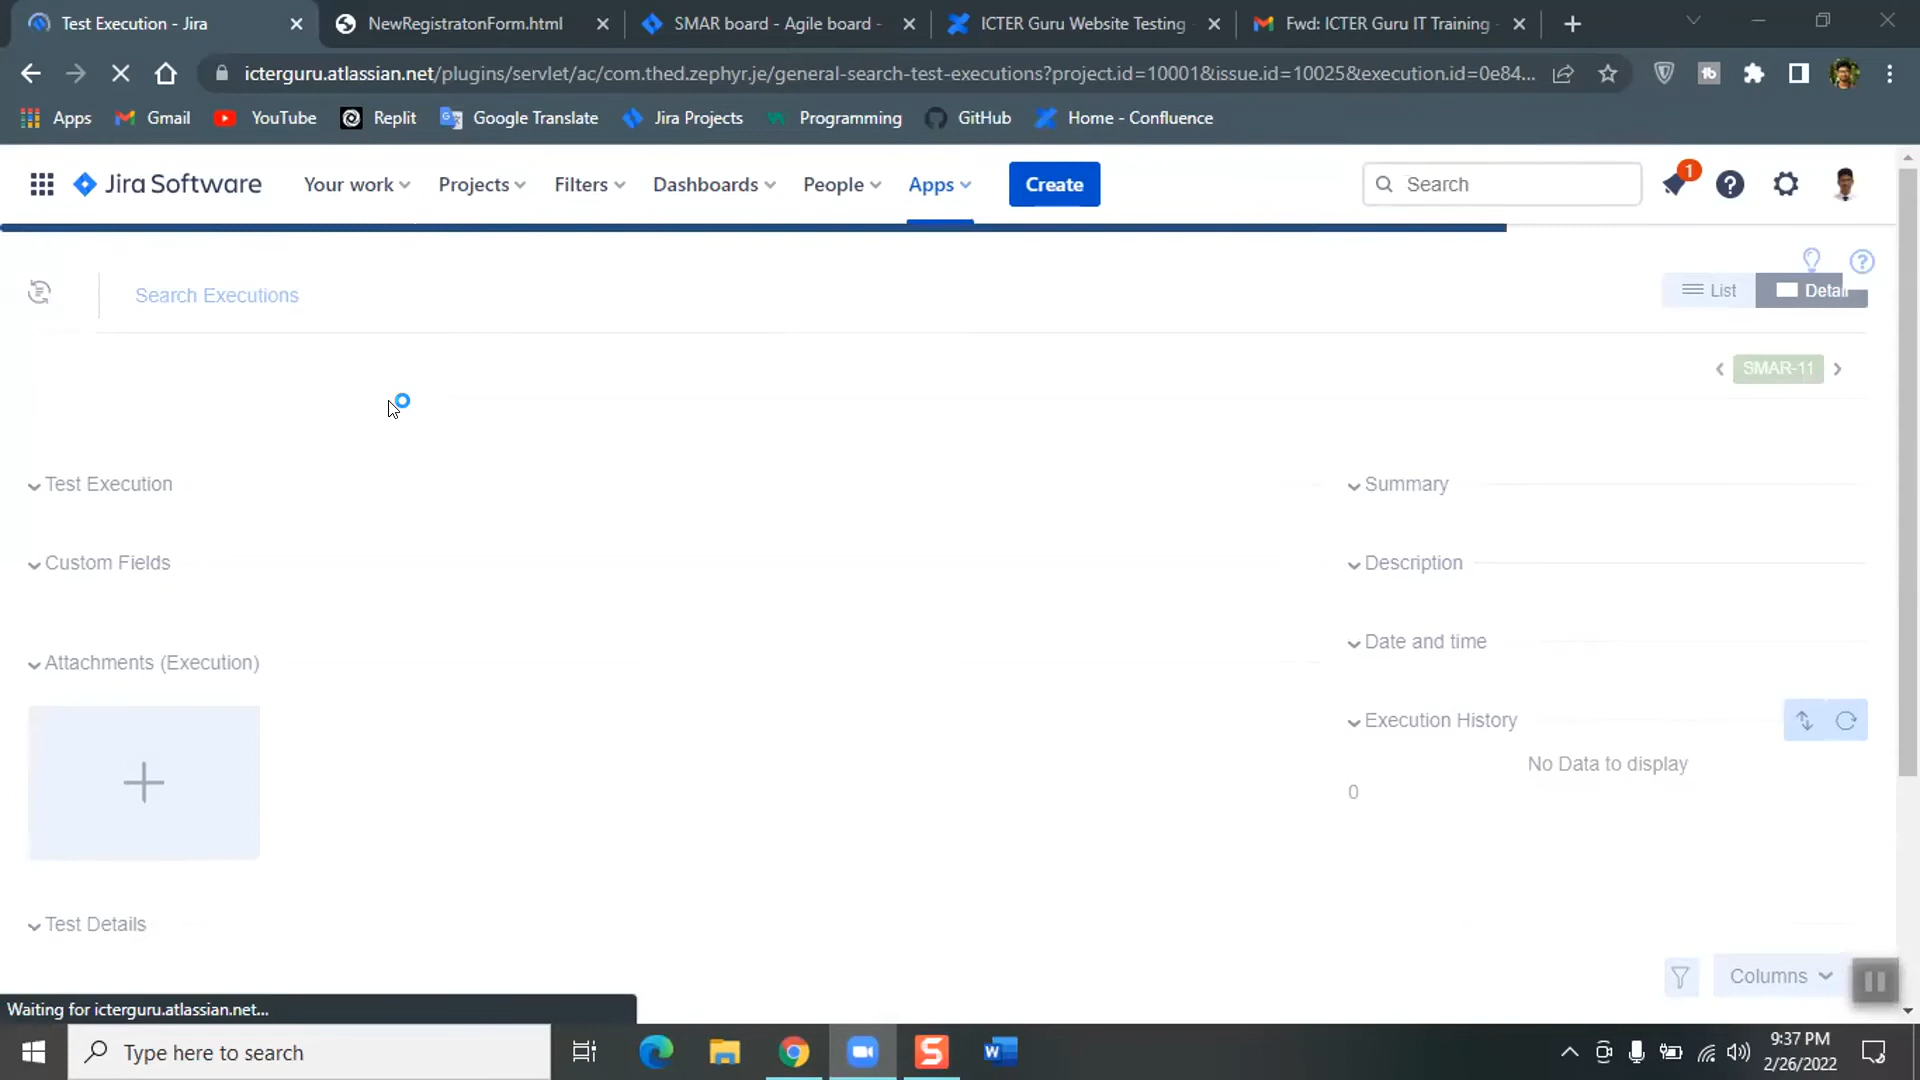 Test Execution - Jira
NewRegistratonForm.html
SMAR board - Agile board -
ICTER Guru Website Testing
Fwd: ICTER Guru IT Training -
icterguru.atlassian.net/plugins/servlet/ac/com.thed.zephyr.je/general-search-test-executions?project.id=10001&issue.id=10025&execution.id=0e84...
Apps
Gmail
YouTube
Replit
Google Translate
Jira Projects
Programming
GitHub
Home - Confluence
Jira Software
Your work
Projects
Filters
Dashboards
People
Apps
Create
Search
1
Search Executions
List
Detail
SMAR-11
Test Execution
Summary
Custom Fields
Description
Attachments (Execution)
Date and time
Execution History
No Data to display
0
Test Details
Columns
Waiting for icterguru.atlassian.net...
Type here to search
9:37 PM
2/26/2022